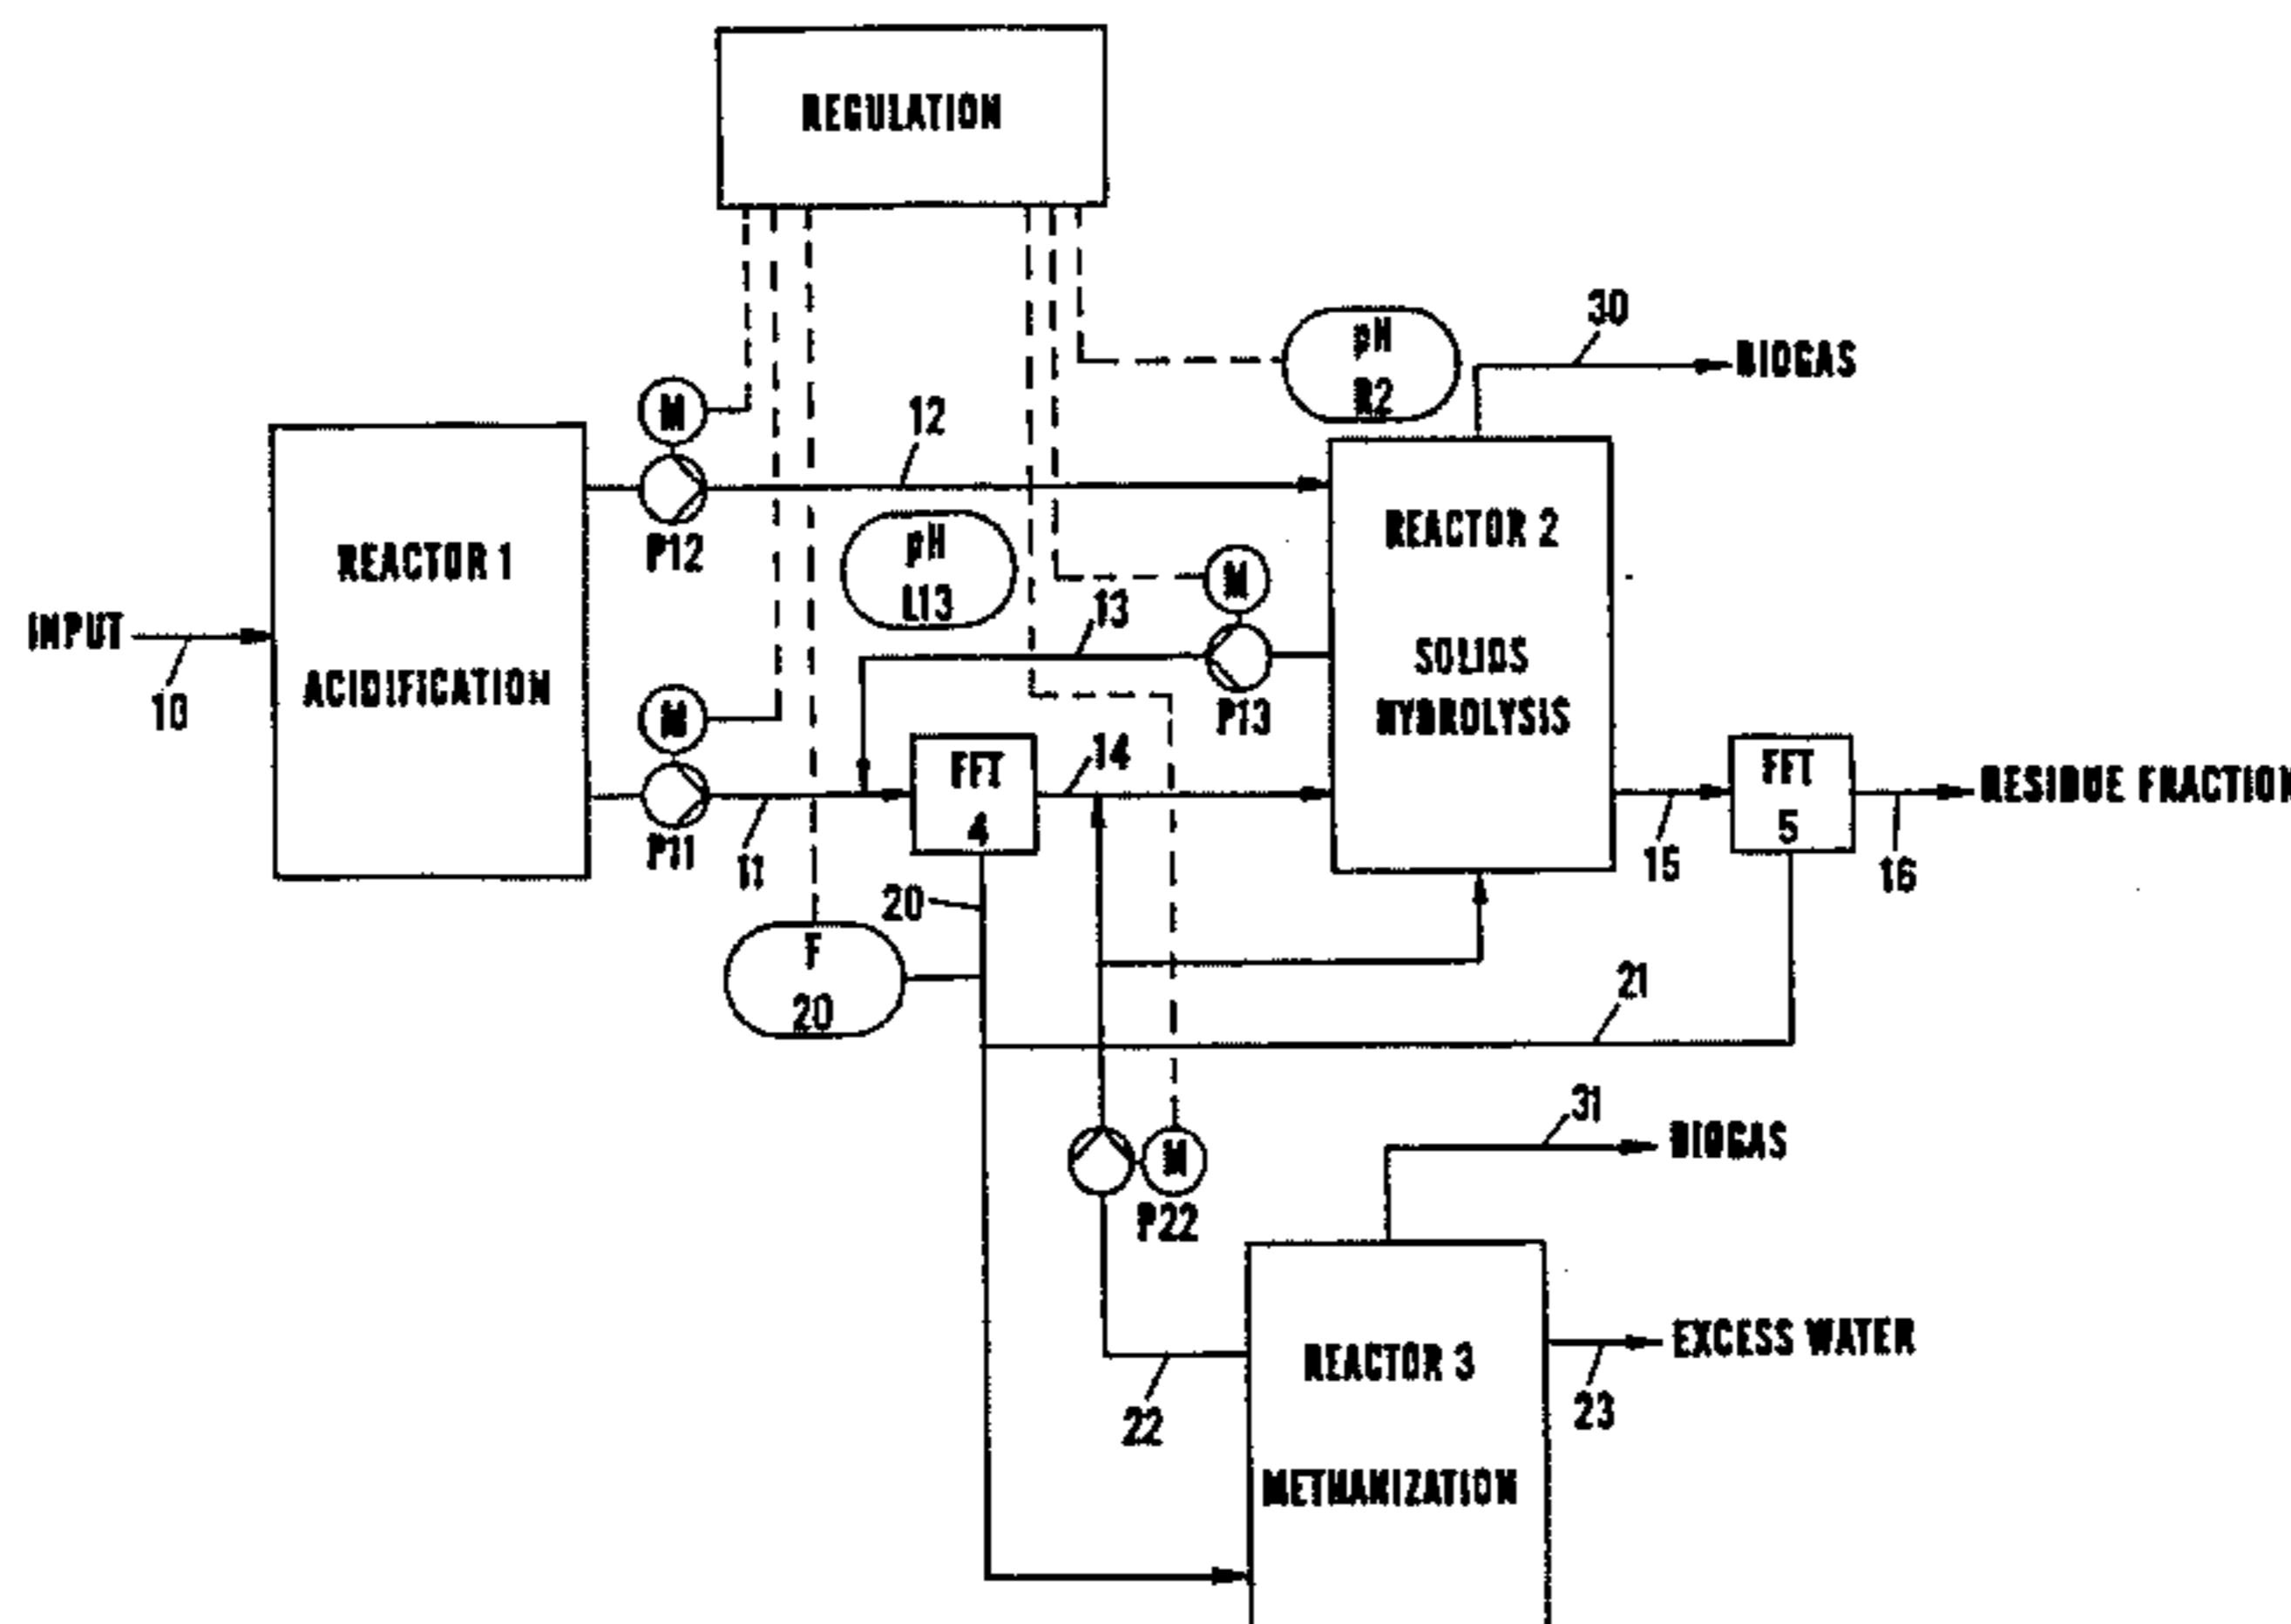 REGULATION
pH
R2
30
BIOGAS
M
12
P12
REACTOR 1
ACIDIFICATION
INPUT
10
pH
L13
M
13
P13
REACTOR 2
SOLIDS
HYDROLYSIS
M
P11
11
FFT
4
14
15
FFT
5
16
RESIDUE FRACTION
20
F
20
21
31
BIOGAS
M
P22
22
REACTOR 3
METHANIZATION
EXCESS WATER
23